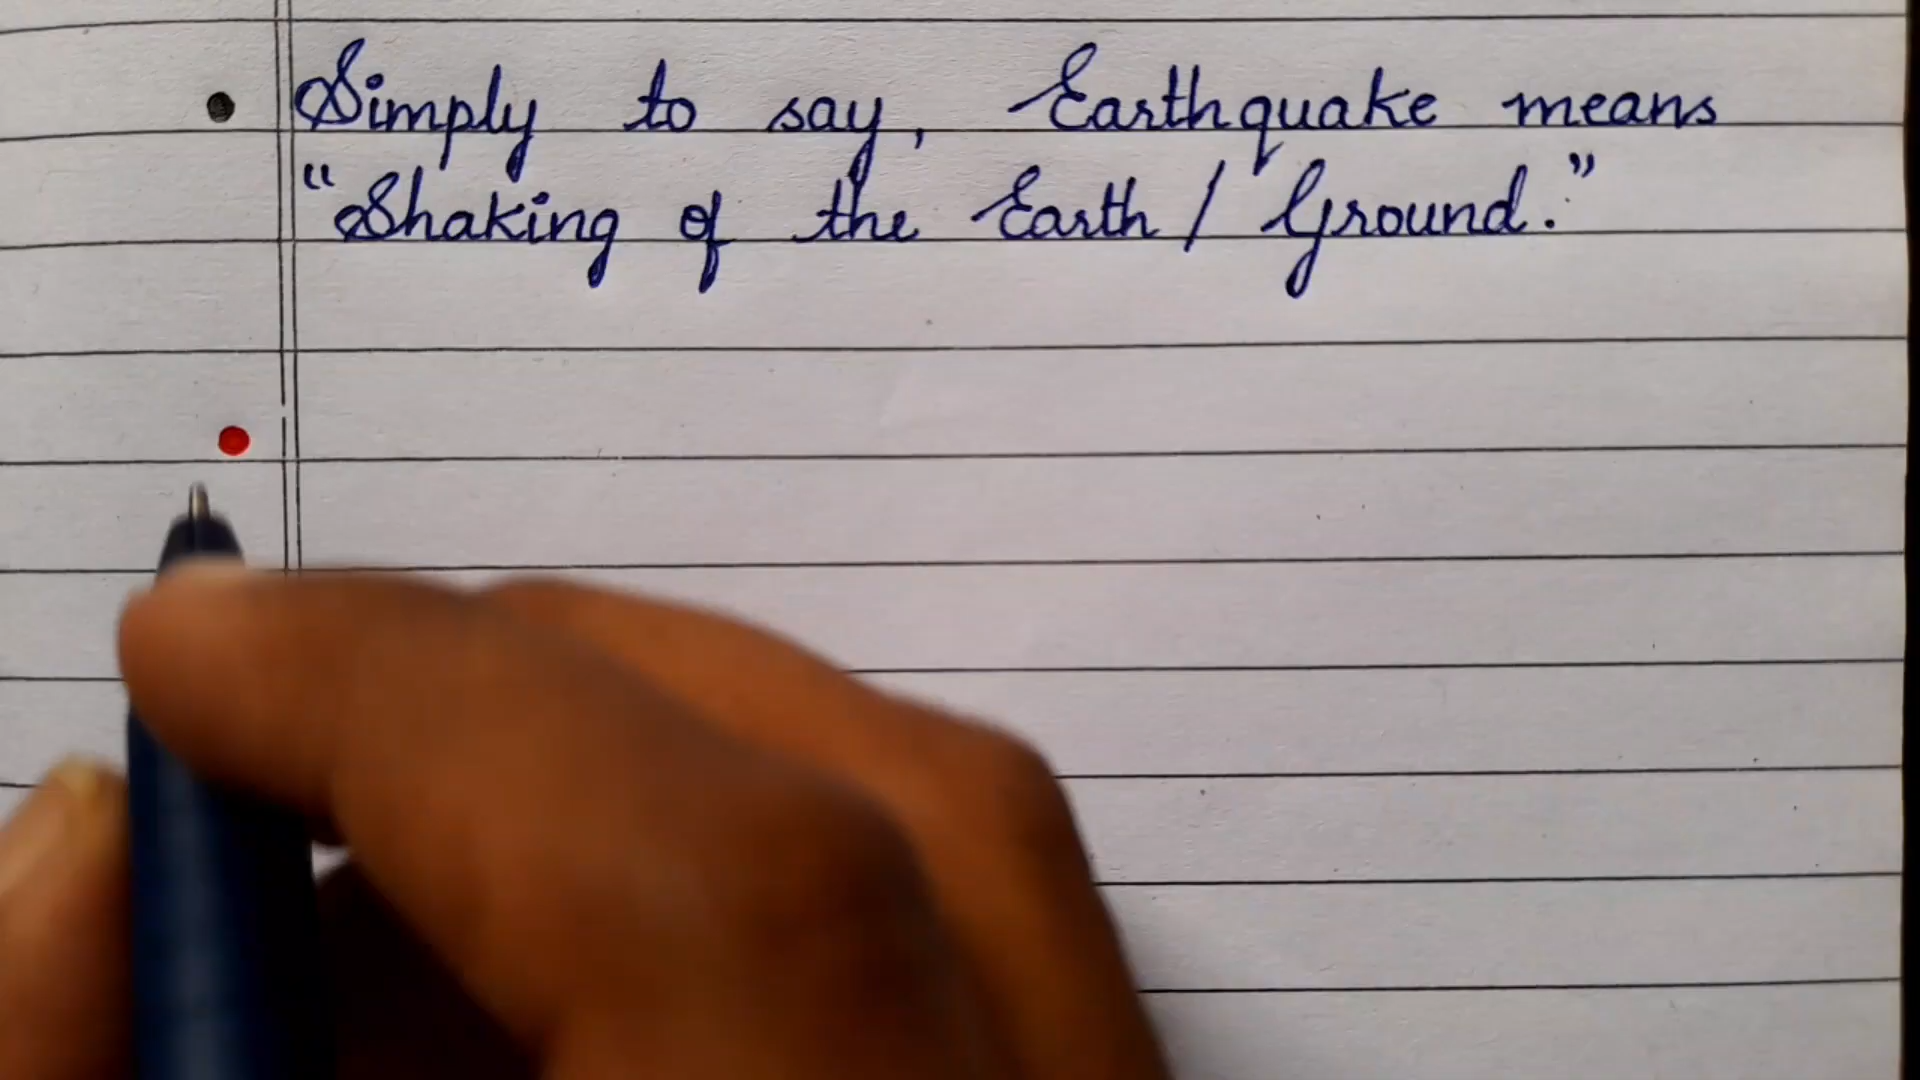 • Simply to say, Earthquake means
“Shaking of the Earth / Ground.”